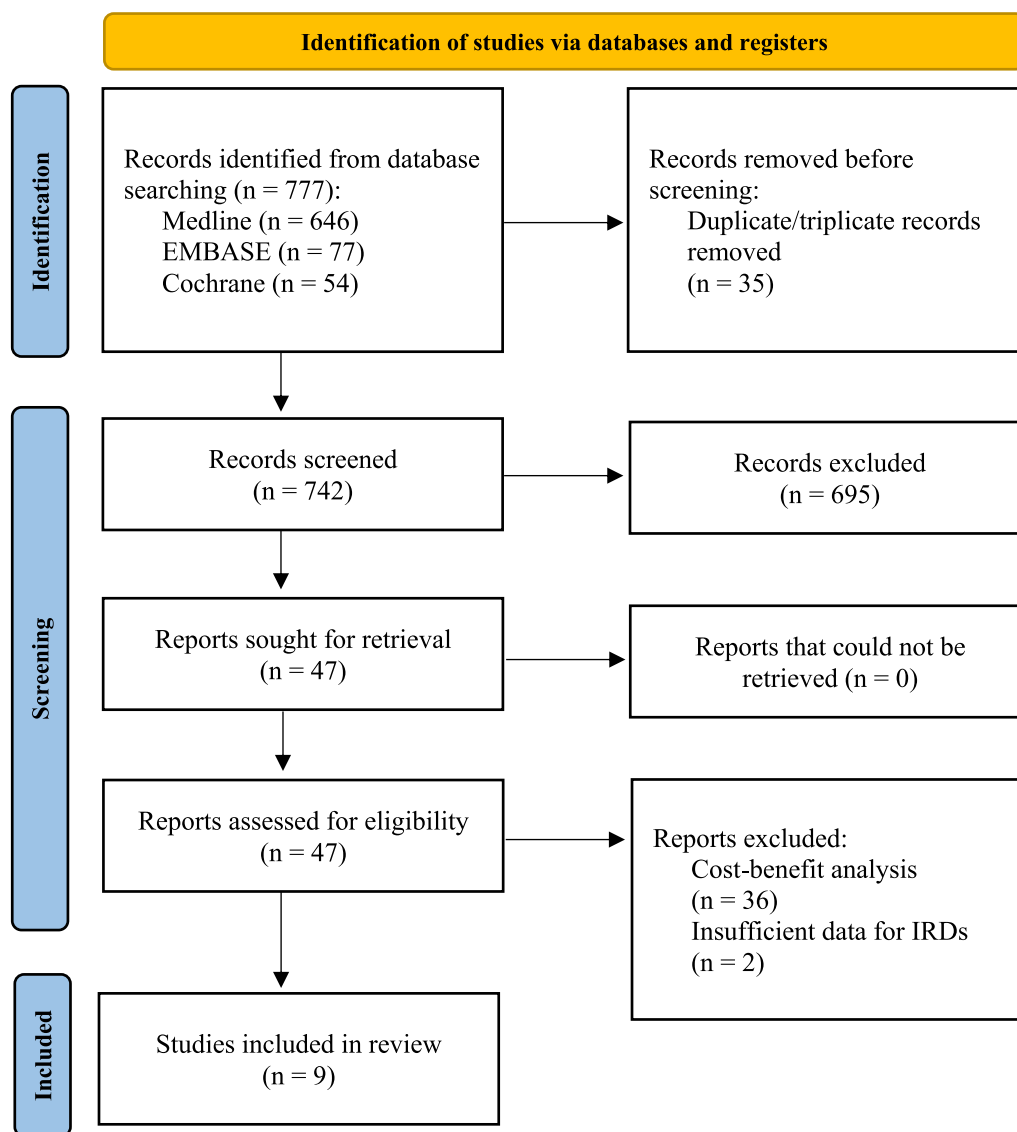 Identification of studies via databases and registers
Identification
Records identified from database
searching (n = 777):
Medline (n = 646)
EMBASE (n = 77)
Cochrane (n = 54)
Records removed before
screening:
Duplicate/triplicate records
removed
(n = 35)
Screening
Records screened
(n = 742)
Records excluded
(n = 695)
Reports sought for retrieval
(n = 47)
Reports that could not be
retrieved (n = 0)
Reports assessed for eligibility
(n = 47)
Reports excluded:
Cost-benefit analysis
(n = 36)
Insufficient data for IRDs
(n = 2)
Included
Studies included in review
(n = 9)